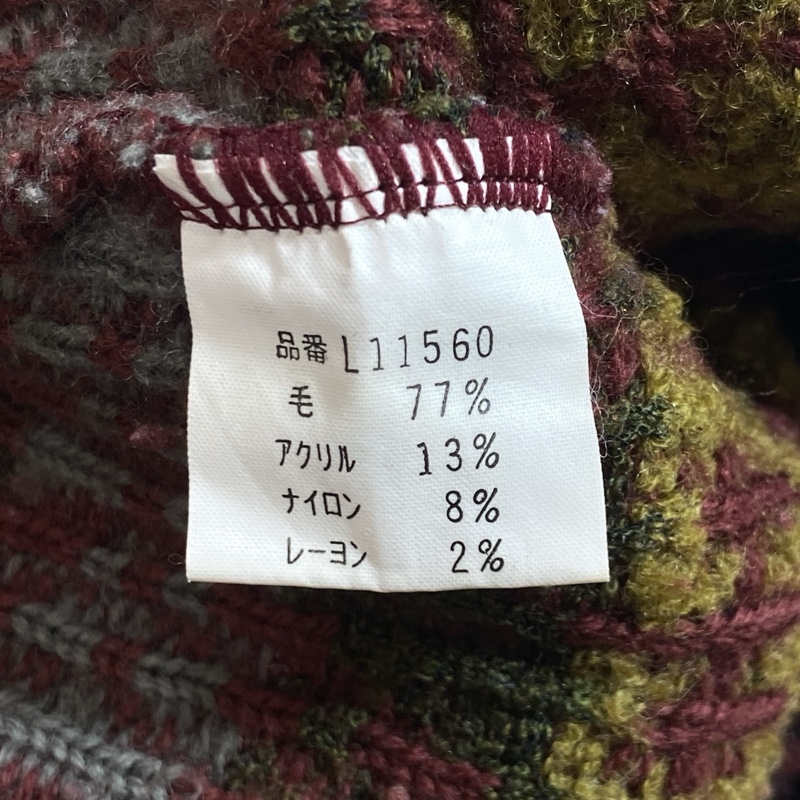 品番 L11560
毛 77%
アクリル 13%
ナイロン 8%
レーヨン 2%